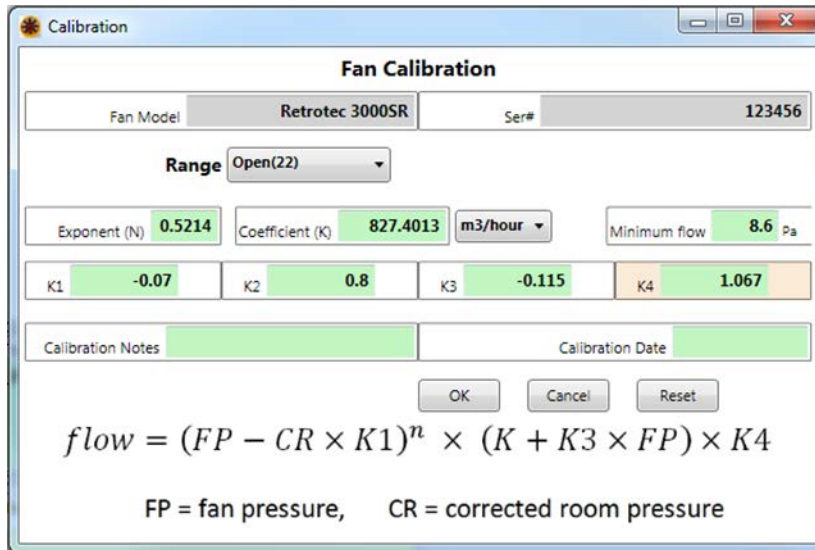 Calibration
Fan Calibration
Fan Model Retrotec 3000SR Ser# 123456
Range Open(22)
Exponent (N) 0.5214 Coefficient (K) 827.4013 m3/hour Minimum flow 8.6 Pa
K1 -0.07 K2 0.8 K3 -0.115 K4 1.067
Calibration Notes Calibration Date
OK Cancel Reset
flow = (FP − CR × K1)ⁿ × (K + K3 × FP) × K4
FP = fan pressure, CR = corrected room pressure